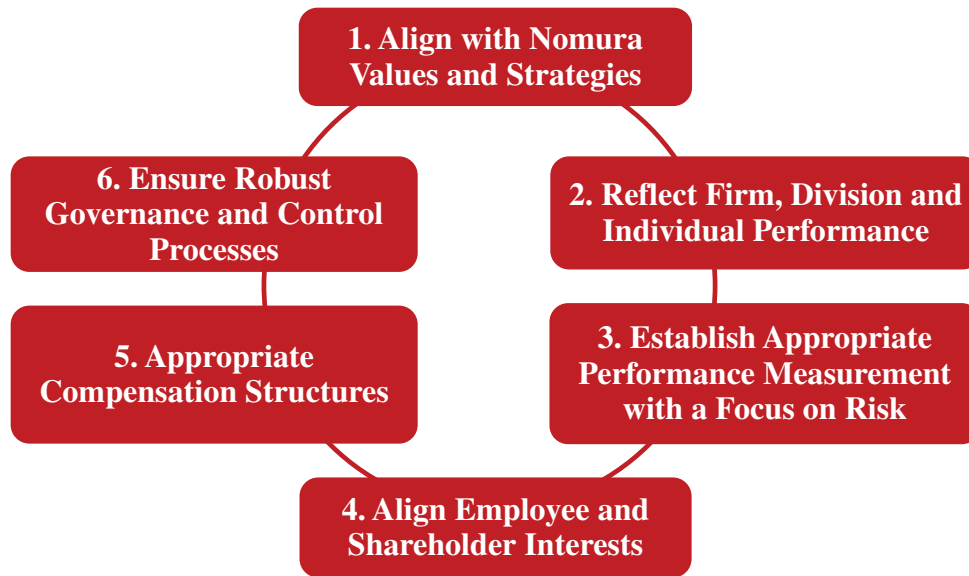 1. Align with Nomura
Values and Strategies
2. Reflect Firm, Division and
Individual Performance
3. Establish Appropriate
Performance Measurement
with a Focus on Risk
4. Align Employee and
Shareholder Interests
5. Appropriate
Compensation Structures
6. Ensure Robust
Governance and Control
Processes